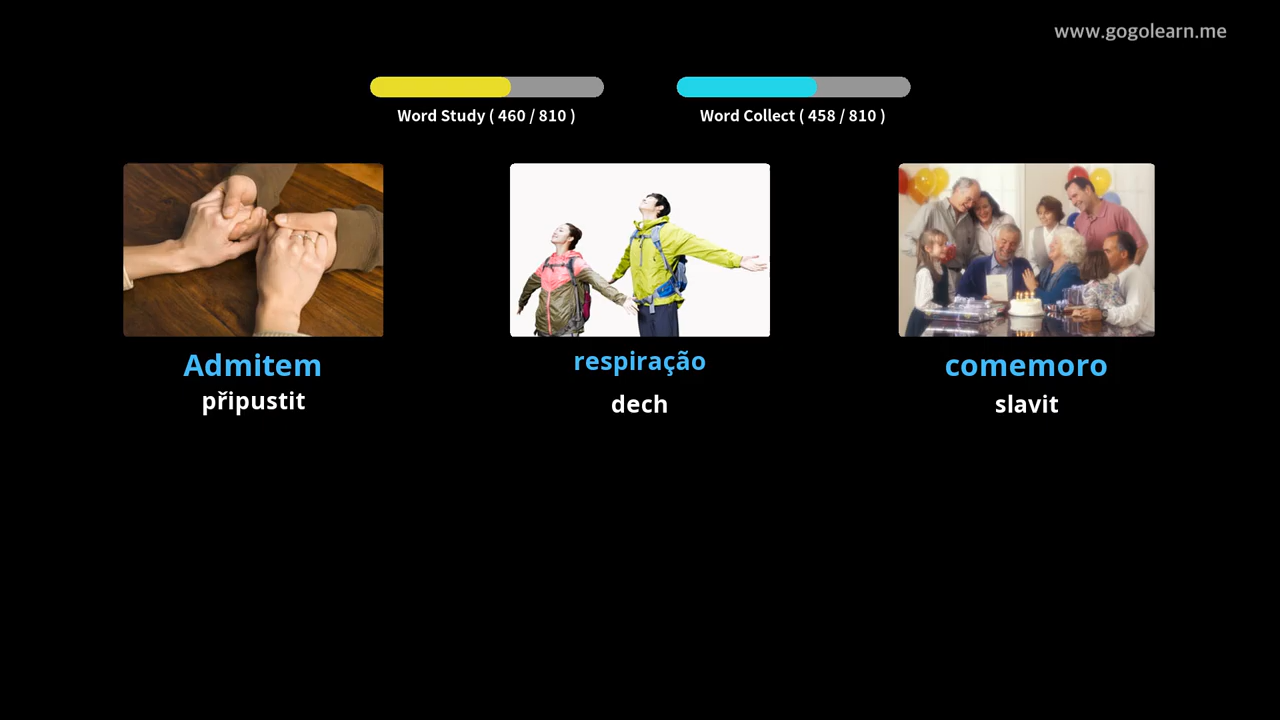 www.gogolearn.me
Word Study ( 460 / 810 )
Word Collect ( 458 / 810 )
Admitem
připustit
respiração
dech
comemoro
slavit